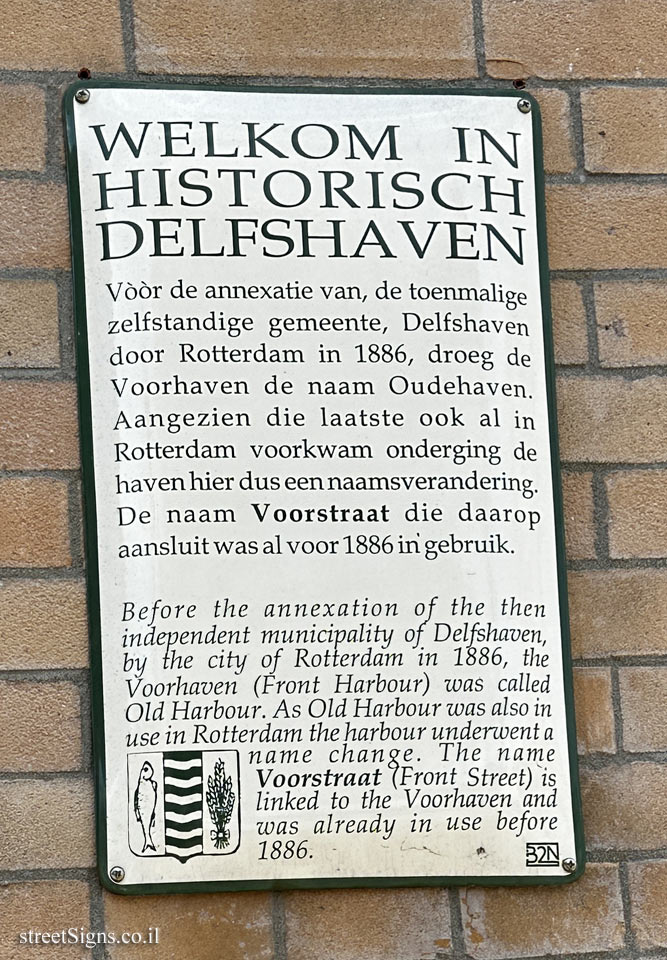 WELKOM IN
HISTORISCH
DELFSHAVEN
Vòòr de annexatie van, de toenmalige
zelfstandige gemeente, Delfshaven
door Rotterdam in 1886, droeg de
Voorhaven de naam Oudehaven.
Aangezien die laatste ook al in
Rotterdam voorkwam onderging de
haven hier dus een naamsverandering.
De naam Voorstraat die daarop
aansluit was al voor 1886 in gebruik.
Before the annexation of the then
independent municipality of Delfshaven,
by the city of Rotterdam in 1886, the
Voorhaven (Front Harbour) was called
Old Harbour. As Old Harbour was also in
use in Rotterdam the harbour underwent a
name change. The name
Voorstraat (Front Street) is
linked to the Voorhaven and
was already in use before
1886.
B2N
streetSigns.co.il